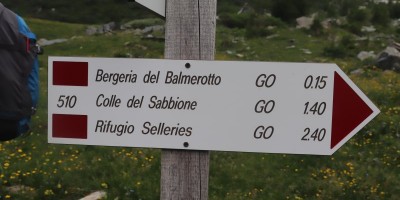 Bergeria del Balmerotto GO 0.15
510 Colle del Sabbione GO 1.40
Rifugio Selleries GO 2.40